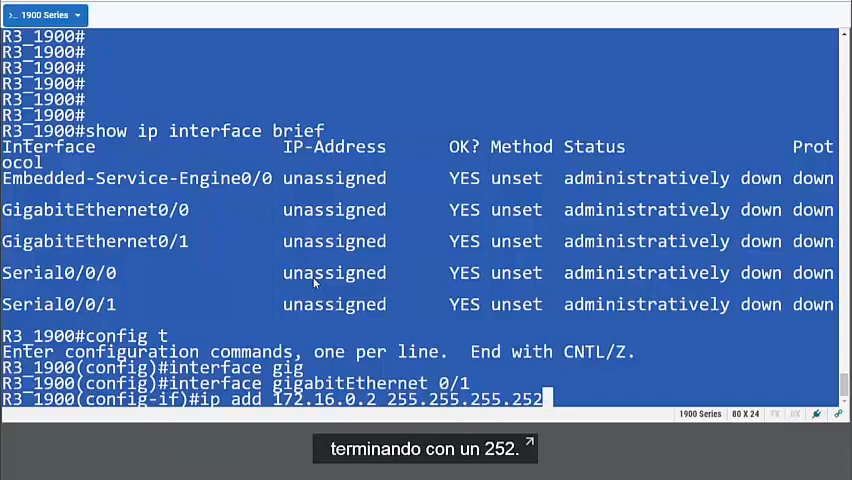 1900 Series
R3_1900#
R3_1900#
R3_1900#
R3_1900#
R3_1900#
R3_1900#
R3_1900#show ip interface brief
Interface IP-Address OK? Method Status Prot
ocol
Embedded-Service-Engine0/0 unassigned YES unset administratively down down
GigabitEthernet0/0 unassigned YES unset administratively down down
GigabitEthernet0/1 unassigned YES unset administratively down down
Serial0/0/0 unassigned YES unset administratively down down
Serial0/0/1 unassigned YES unset administratively down down
R3_1900#config t
Enter configuration commands, one per line. End with CNTL/Z.
R3_1900(config)#interface gig
R3_1900(config)#interface gigabitEthernet 0/1
R3_1900(config-if)#ip add 172.16.0.2 255.255.255.252
1900 Series 80 X 24 TX RX
terminando con un 252.